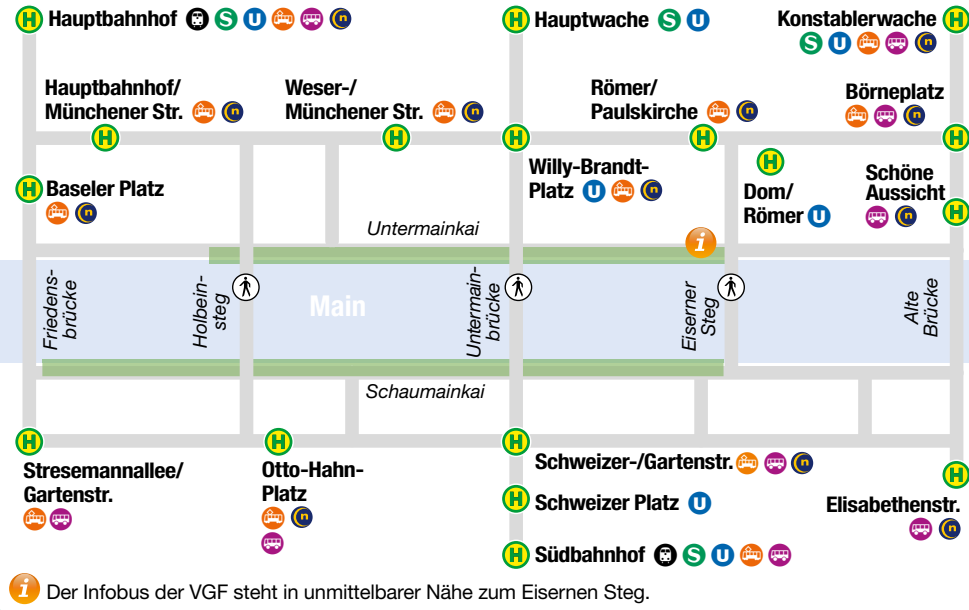 H Hauptbahnhof S U n
H Hauptwache S U
Konstablerwache H
S U n
Hauptbahnhof/
Münchener Str. n
H
Weser-/
Münchener Str. n
H
Römer/
Paulskirche n
H
Börneplatz
n
H
H
H Baseler Platz
n
Willy-Brandt-
Platz U n
H
Dom/
Römer U
Schöne
Aussicht
n
H
Untermainkai
i
Friedens-
brücke
Holbein-
steg
Main
Untermain-
brücke
Eiserner
Steg
Alte
Brücke
Schaumainkai
H
Stresemannallee/
Gartenstr.
H
Otto-Hahn-
Platz
n
H
Schweizer-/Gartenstr. n
H Schweizer Platz U
H
Elisabethenstr.
n
H Südbahnhof S U
i Der Infobus der VGF steht in unmittelbarer Nähe zum Eisernen Steg.